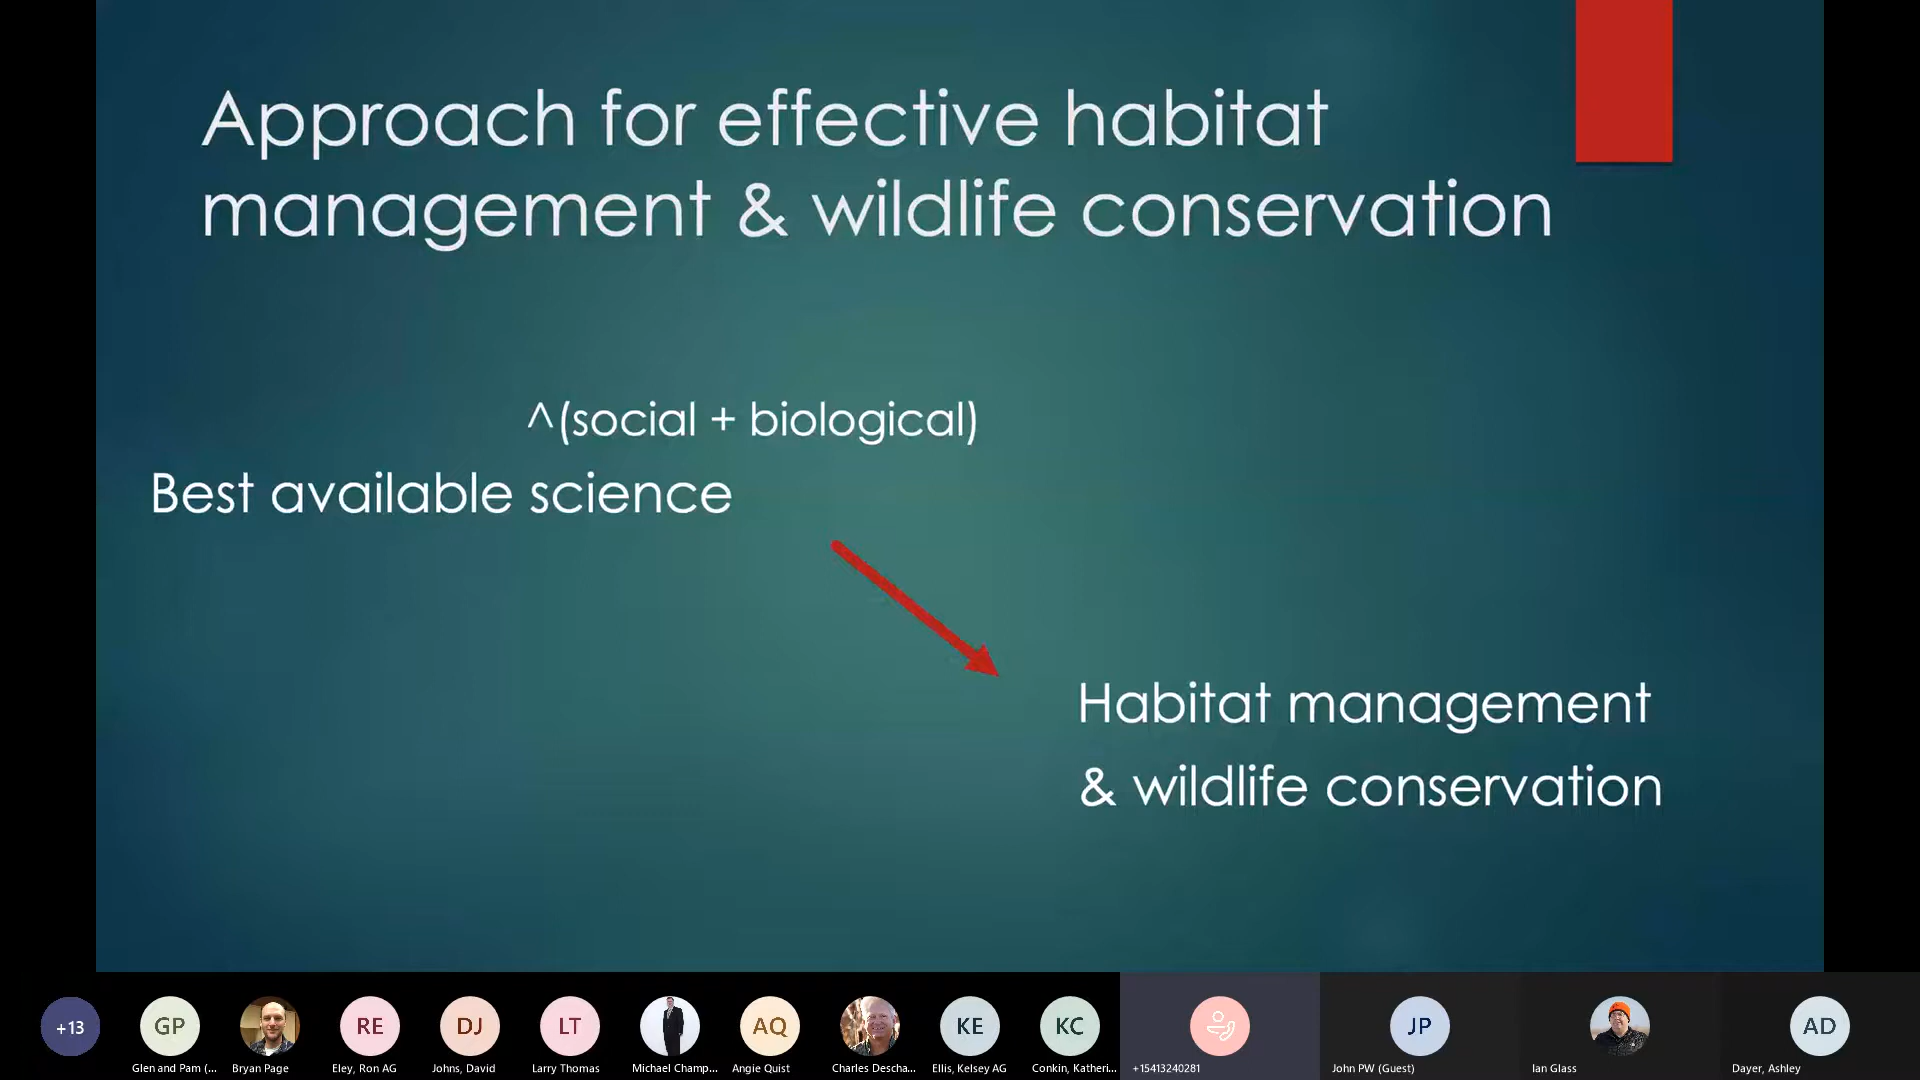 Approach for effective habitat
management & wildlife conservation
^(social + biological)
Best available science
Habitat management
& wildlife conservation
+13
GP
RE
DJ
LT
AQ
KE
KC
JP
AD
Glen and Pam (...
Bryan Page
Eley, Ron AG
Johns, David
Larry Thomas
Michael Champ...
Angie Quist
Charles Descha...
Ellis, Kelsey AG
Conkin, Katheri...
+15413240281
John PW (Guest)
Ian Glass
Dayer, Ashley